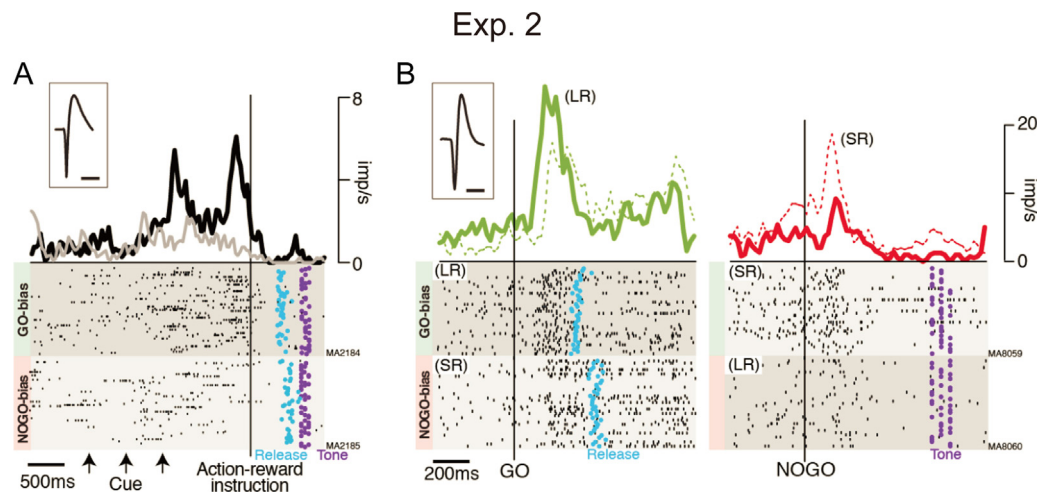 Exp. 2
A
8
imp/s
0
GO-bias
MA2184
NOGO-bias
MA2185
Release Tone
500ms
Cue
Action-reward
instruction
B
(LR)
(SR)
20
10
imp/s
0
(LR)
(SR)
GO-bias
MA8059
(SR)
(LR)
NOGO-bias
MA8060
Release
Tone
200ms
GO
NOGO